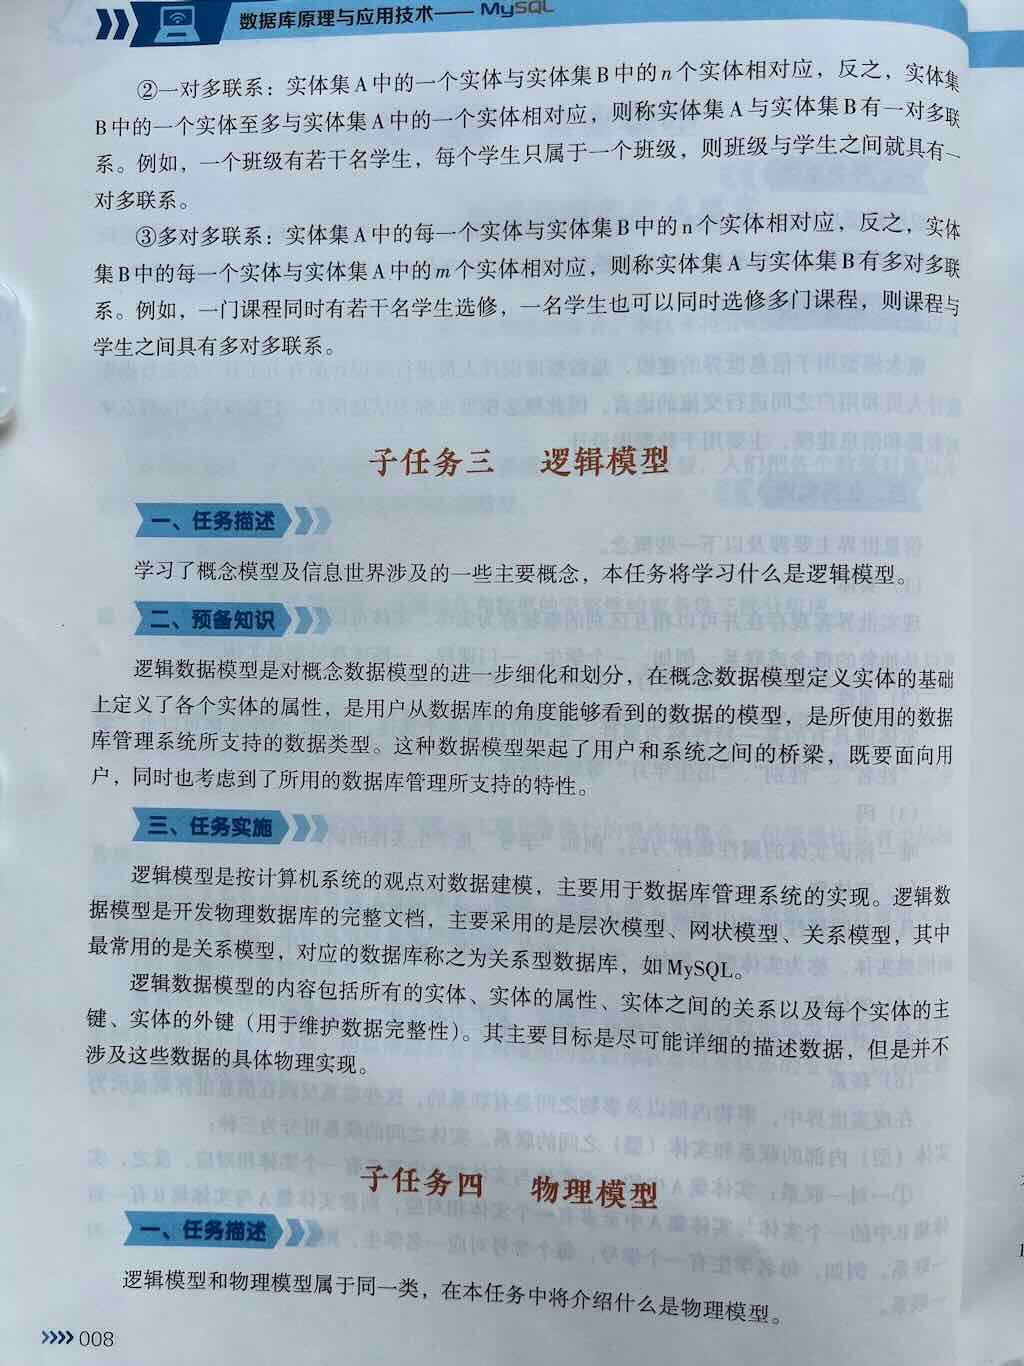 数据库原理与应用技术—— MySQL
②一对多联系：实体集A中的一个实体与实体集B中的n个实体相对应，反之，实体集
B中的一个实体至多与实体集A中的一个实体相对应，则称实体集A与实体集B有一对多联
系。例如，一个班级有若干名学生，每个学生只属于一个班级，则班级与学生之间就具有一
对多联系。
③多对多联系：实体集A中的每一个实体与实体集B中的n个实体相对应，反之，实体
集B中的每一个实体与实体集A中的m个实体相对应，则称实体集A与实体集B有多对多联
系。例如，一门课程同时有若干名学生选修，一名学生也可以同时选修多门课程，则课程与
学生之间具有多对多联系。
子任务三 逻辑模型
一、任务描述
学习了概念模型及信息世界涉及的一些主要概念，本任务将学习什么是逻辑模型。
二、预备知识
逻辑数据模型是对概念数据模型的进一步细化和划分，在概念数据模型定义实体的基础
上定义了各个实体的属性，是用户从数据库的角度能够看到的数据的模型，是所使用的数据
库管理系统所支持的数据类型。这种数据模型架起了用户和系统之间的桥梁，既要面向用
户，同时也考虑到了所用的数据库管理所支持的特性。
三、任务实施
逻辑模型是按计算机系统的观点对数据建模，主要用于数据库管理系统的实现。逻辑数
据模型是开发物理数据库的完整文档，主要采用的是层次模型、网状模型、关系模型，其中
最常用的是关系模型，对应的数据库称之为关系型数据库，如MySQL。
逻辑数据模型的内容包括所有的实体、实体的属性、实体之间的关系以及每个实体的主
键、实体的外键（用于维护数据完整性）。其主要目标是尽可能详细的描述数据，但是并不
涉及这些数据的具体物理实现。
子任务四 物理模型
一、任务描述
逻辑模型和物理模型属于同一类，在本任务中将介绍什么是物理模型。
008